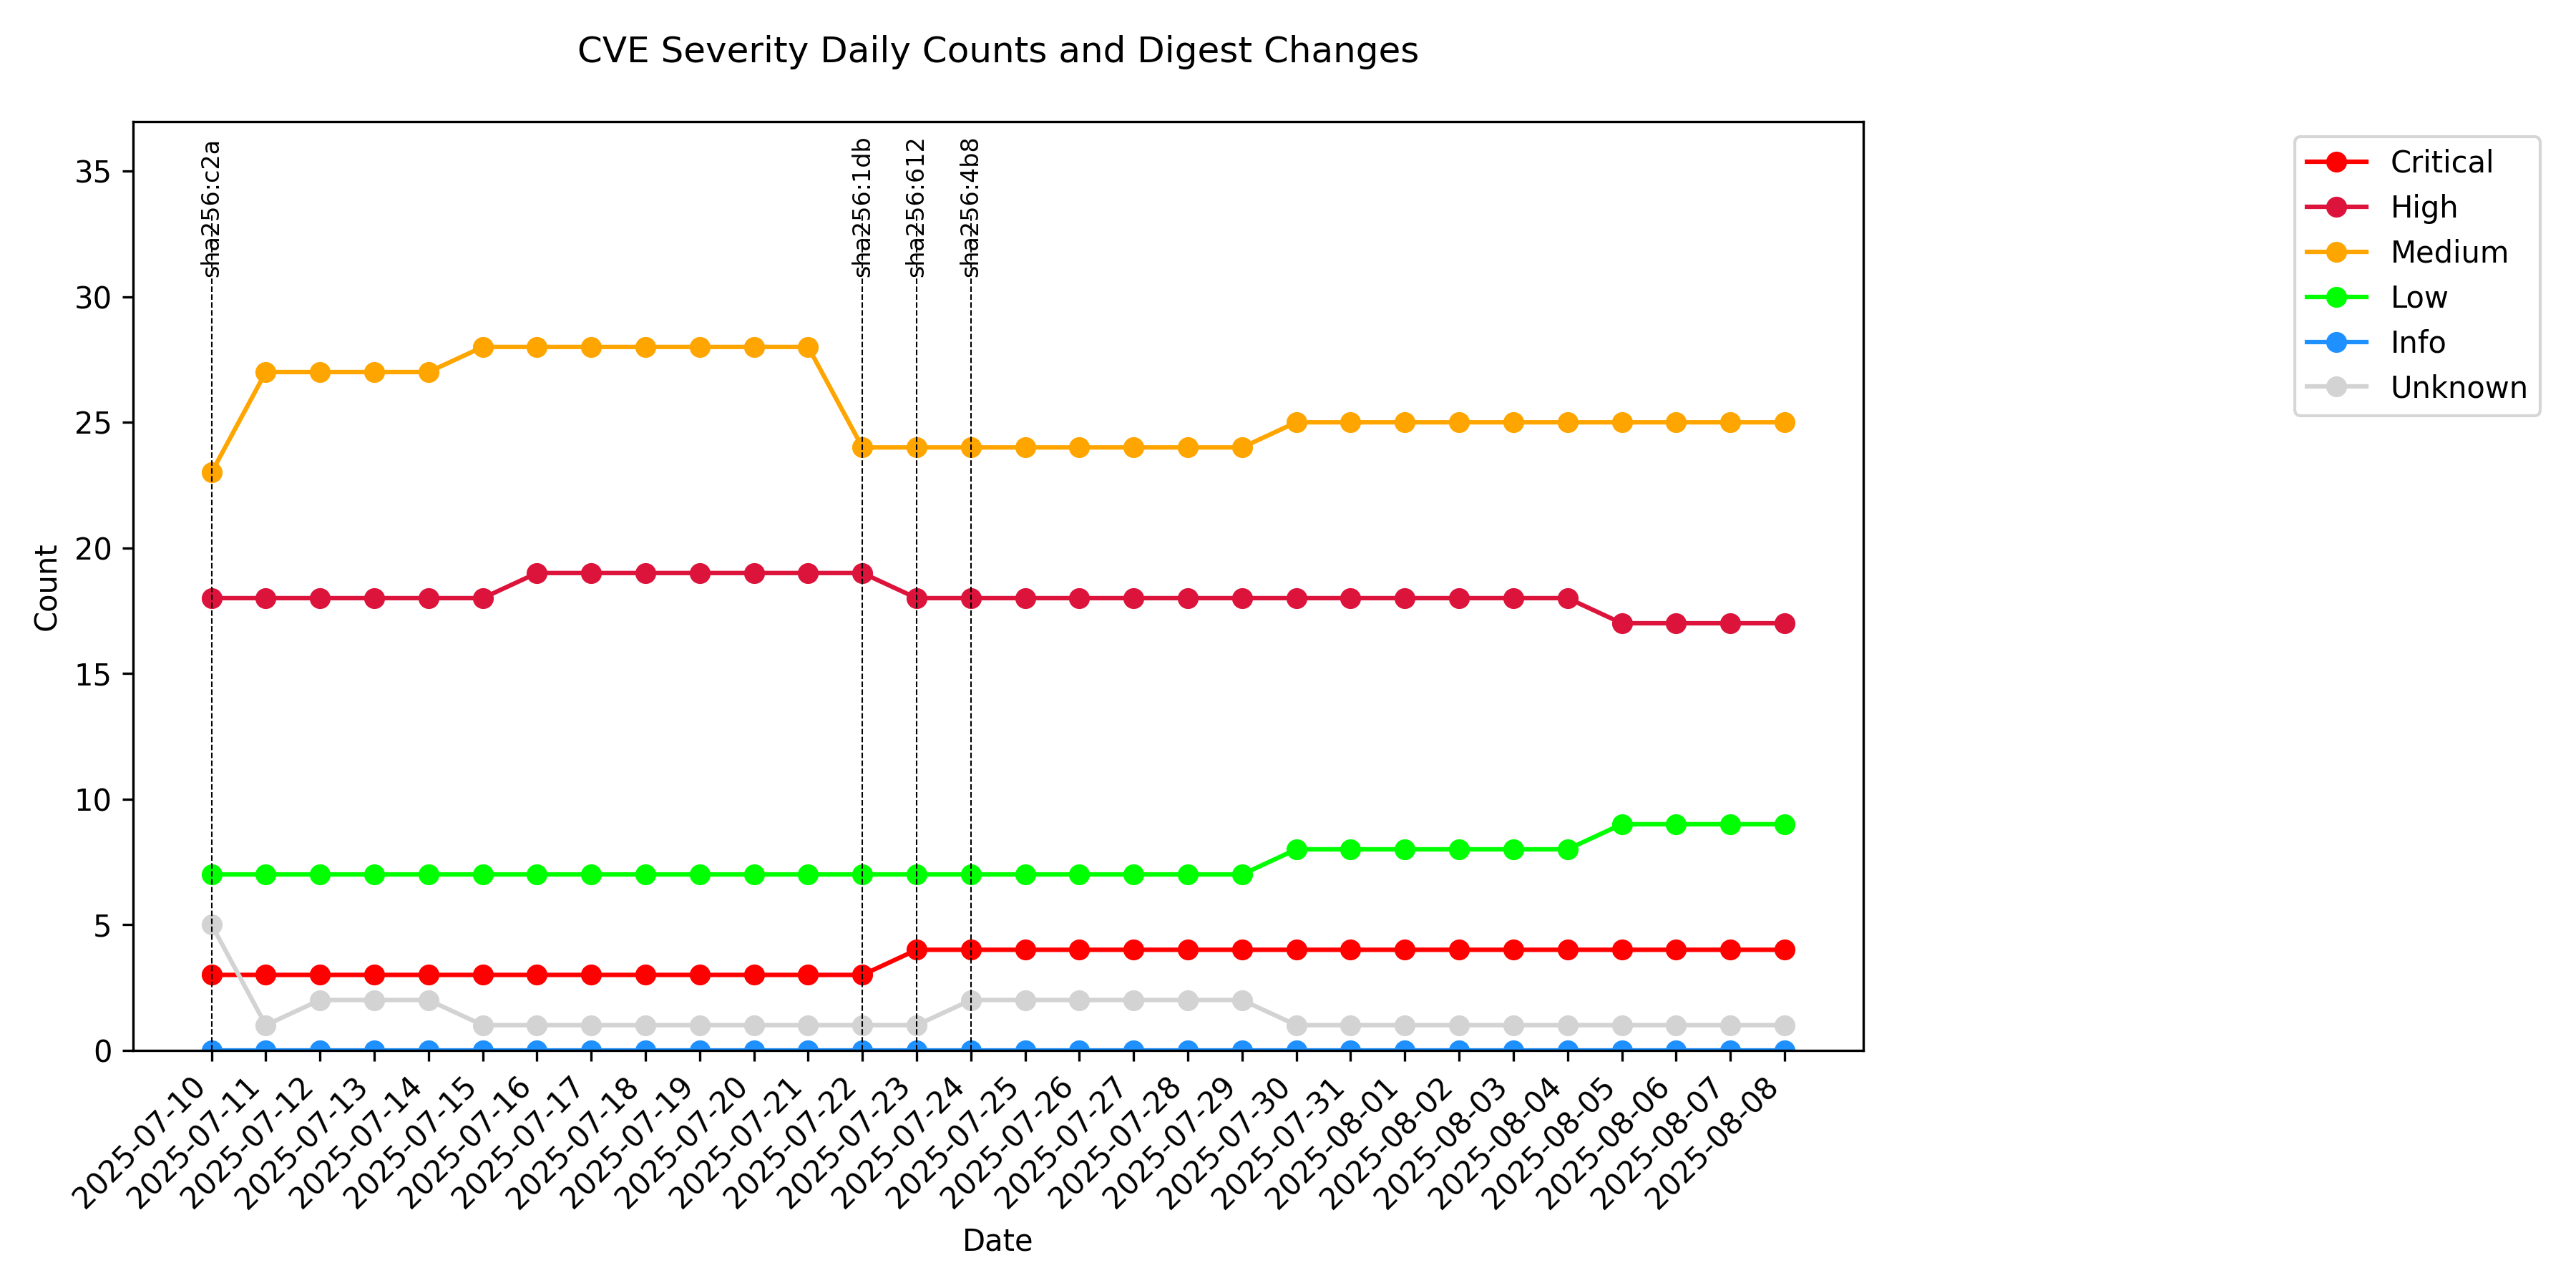 CVE Severity Daily Counts and Digest Changes
sha256:c2a
sha256:1db
sha256:612
sha256:4b8
Critical
High
Medium
Low
Info
Unknown
Count
35
30
25
20
15
10
5
0
2025-07-10
2025-07-11
2025-07-12
2025-07-13
2025-07-14
2025-07-15
2025-07-16
2025-07-17
2025-07-18
2025-07-19
2025-07-20
2025-07-21
2025-07-22
2025-07-23
2025-07-24
2025-07-25
2025-07-26
2025-07-27
2025-07-28
2025-07-29
2025-07-30
2025-07-31
2025-08-01
2025-08-02
2025-08-03
2025-08-04
2025-08-05
2025-08-06
2025-08-07
2025-08-08
Date